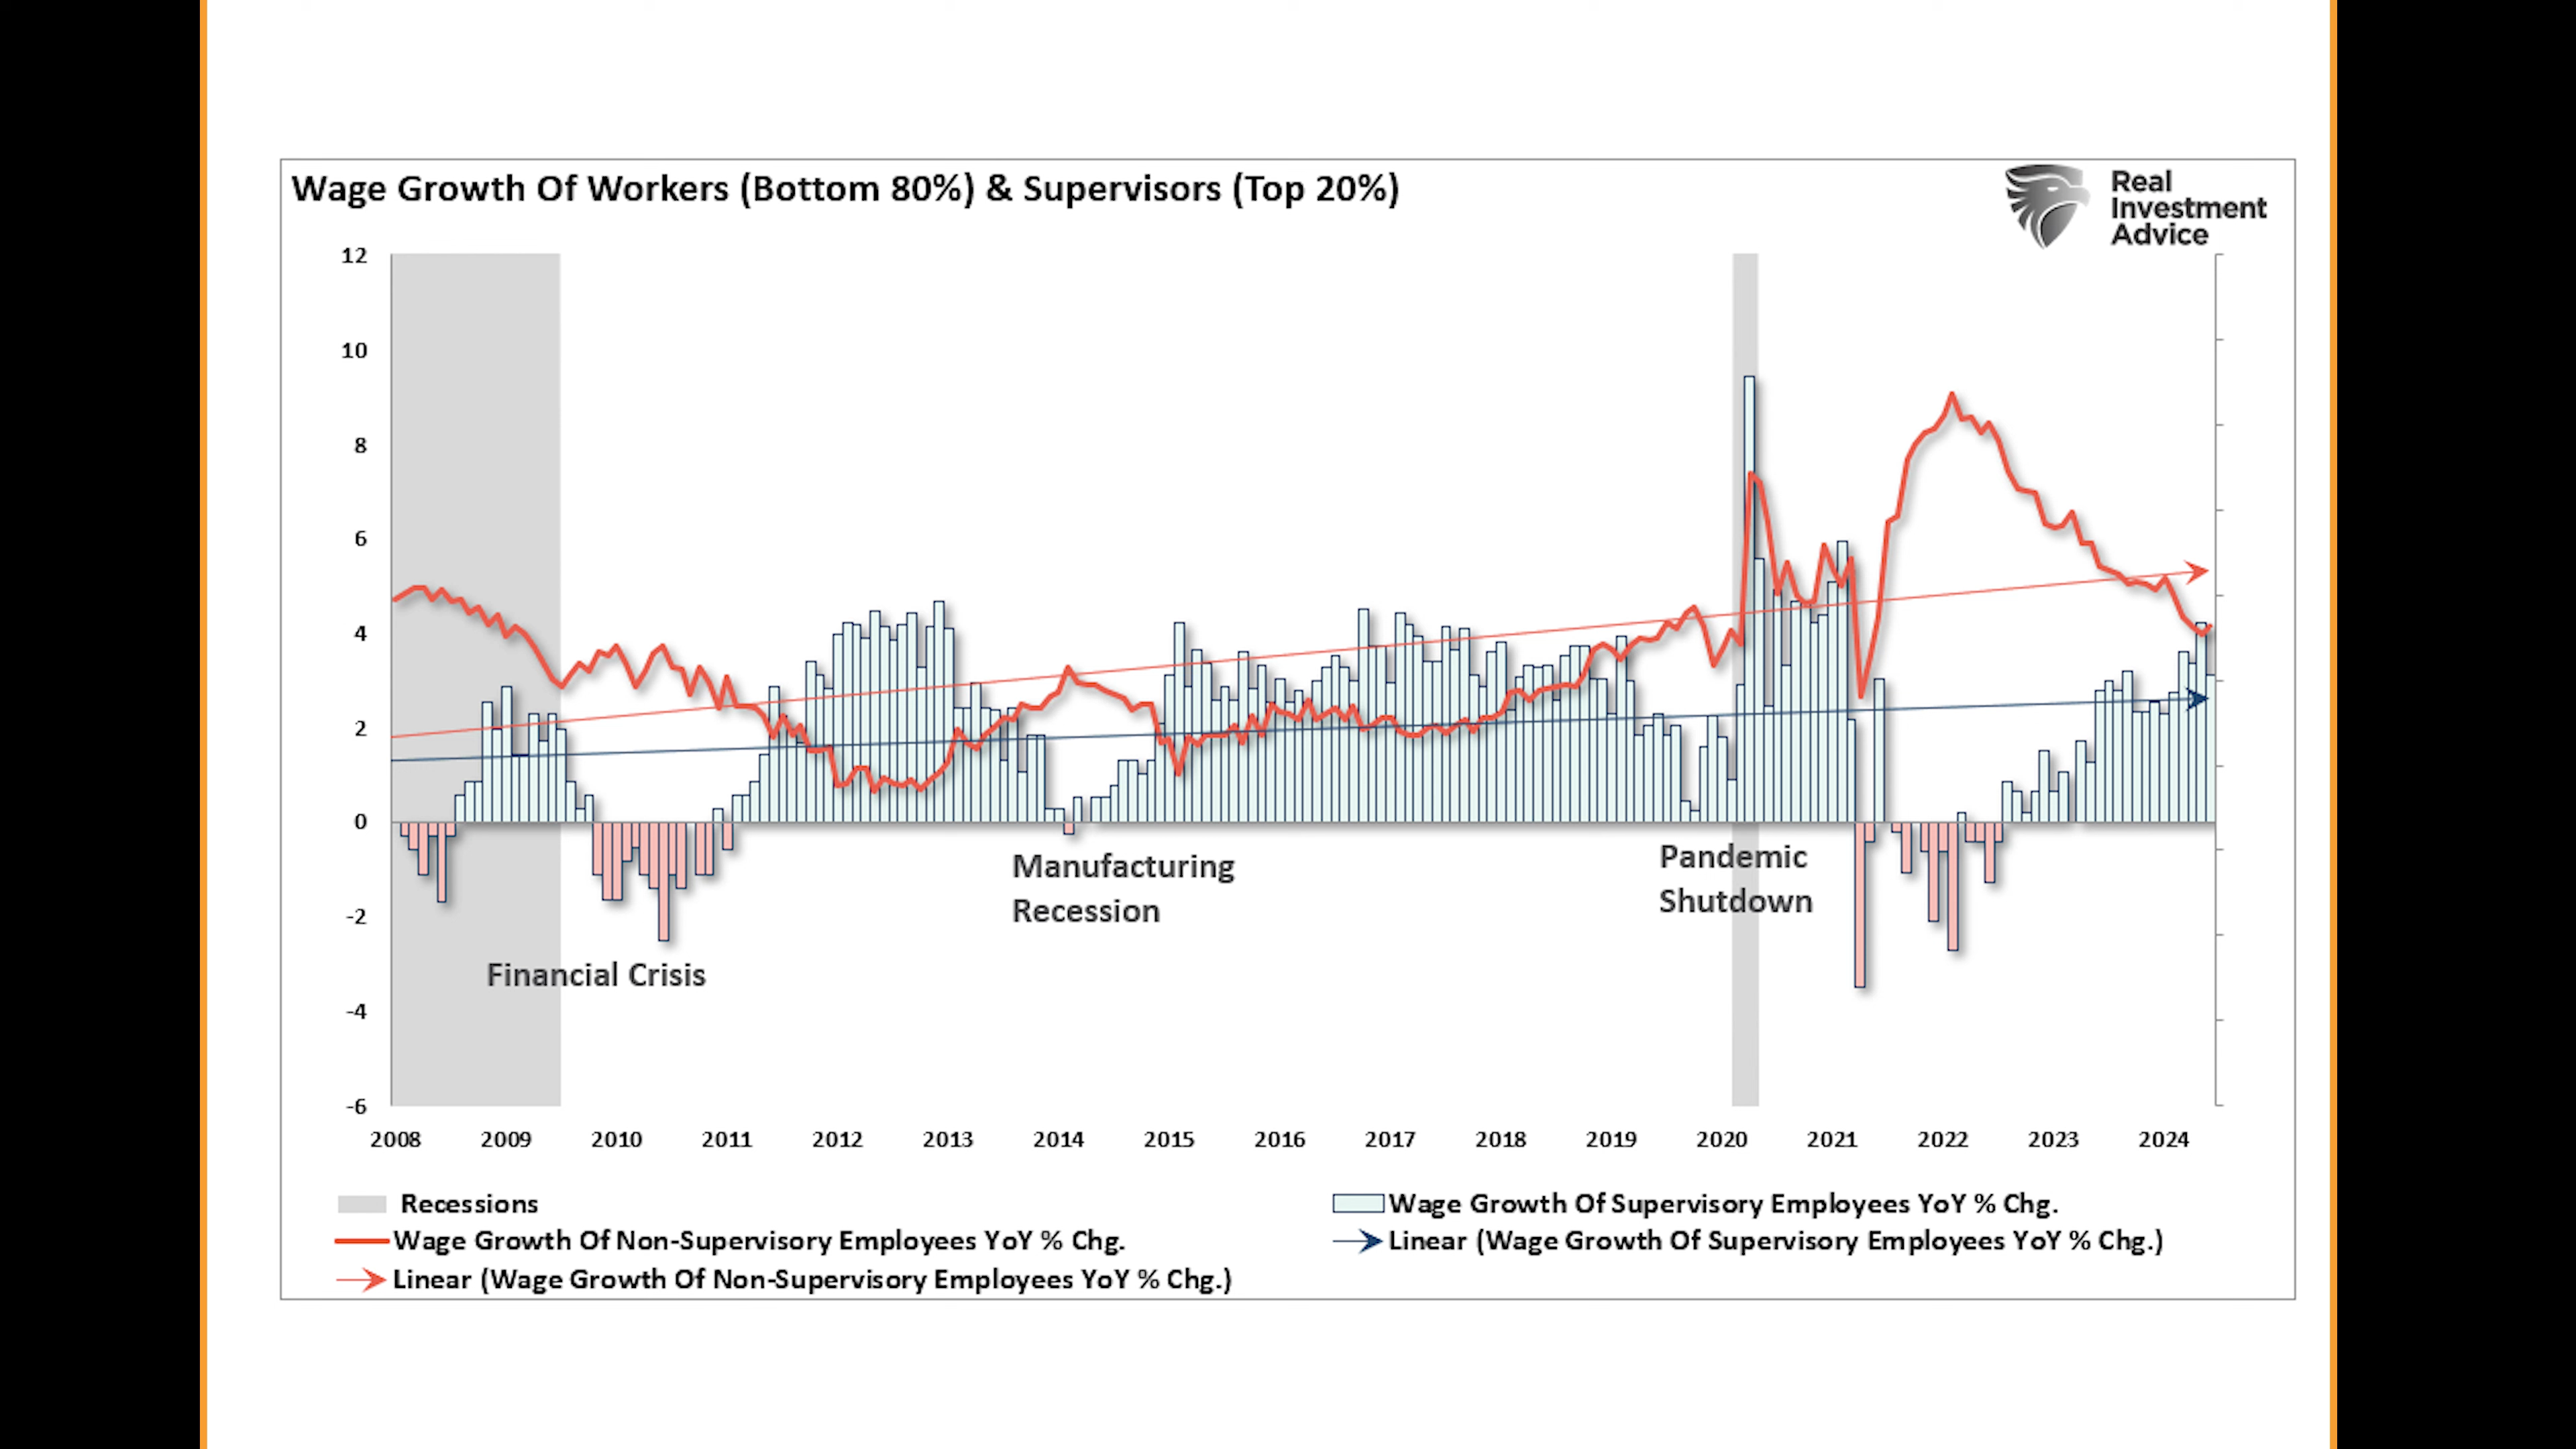 Wage Growth Of Workers (Bottom 80%) & Supervisors (Top 20%)
Real
Investment
Advice
12
10
8
6
4
2
0
-2
-4
-6
Manufacturing
Recession
Pandemic
Shutdown
Financial Crisis
2008 2009 2010 2011 2012 2013 2014 2015 2016 2017 2018 2019 2020 2021 2022 2023 2024
Recessions
Wage Growth Of Supervisory Employees YoY % Chg.
Wage Growth Of Non-Supervisory Employees YoY % Chg.
Linear (Wage Growth Of Supervisory Employees YoY % Chg.)
Linear (Wage Growth Of Non-Supervisory Employees YoY % Chg.)